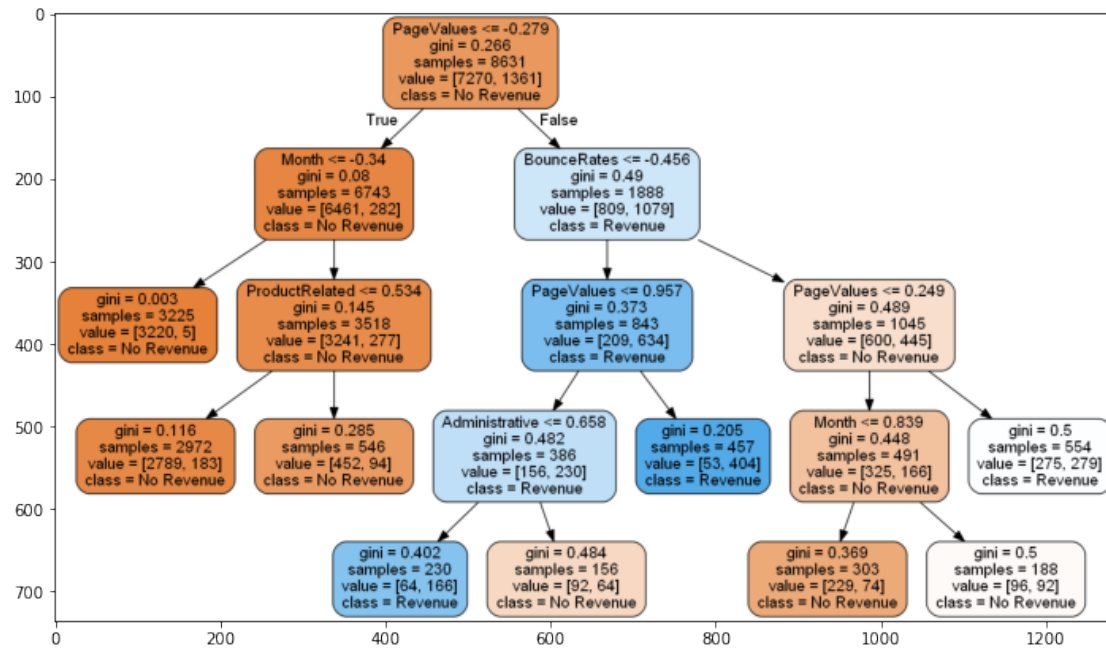 0
100
200
300
400
500
600
700
0
200
400
600
800
1000
1200
PageValues <= -0.279
gini = 0.266
samples = 8631
value = [7270, 1361]
class = No Revenue
True
False
Month <= -0.34
gini = 0.08
samples = 6743
value = [6461, 282]
class = No Revenue
BounceRates <= -0.456
gini = 0.49
samples = 1888
value = [809, 1079]
class = Revenue
gini = 0.003
samples = 3225
value = [3220, 5]
class = No Revenue
ProductRelated <= 0.534
gini = 0.145
samples = 3518
value = [3241, 277]
class = No Revenue
PageValues <= 0.957
gini = 0.373
samples = 843
value = [209, 634]
class = Revenue
PageValues <= 0.249
gini = 0.489
samples = 1045
value = [600, 445]
class = No Revenue
gini = 0.116
samples = 2972
value = [2789, 183]
class = No Revenue
gini = 0.285
samples = 546
value = [452, 94]
class = No Revenue
Administrative <= 0.658
gini = 0.482
samples = 386
value = [156, 230]
class = Revenue
gini = 0.205
samples = 457
value = [53, 404]
class = Revenue
Month <= 0.839
gini = 0.448
samples = 491
value = [325, 166]
class = No Revenue
gini = 0.5
samples = 554
value = [275, 279]
class = Revenue
gini = 0.402
samples = 230
value = [64, 166]
class = Revenue
gini = 0.484
samples = 156
value = [92, 64]
class = No Revenue
gini = 0.369
samples = 303
value = [229, 74]
class = No Revenue
gini = 0.5
samples = 188
value = [96, 92]
class = No Revenue